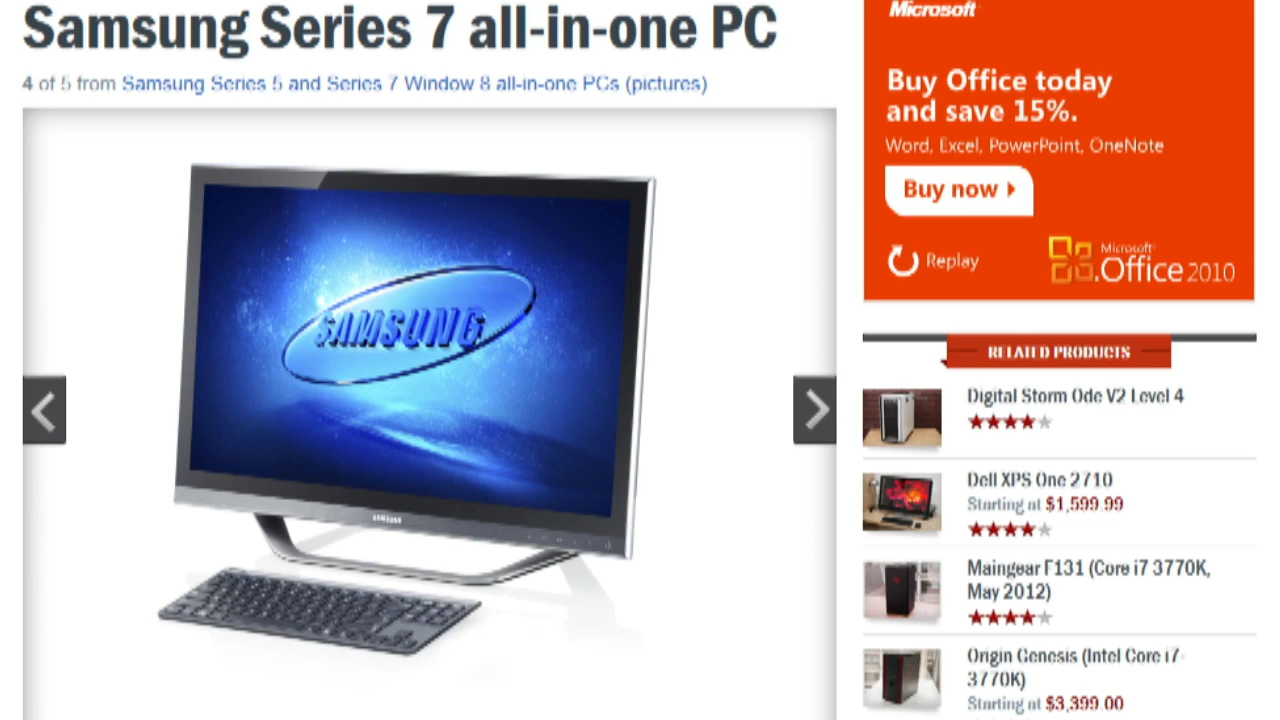 Samsung Series 7 all-in-one PC
4 of 5 from Samsung Series 5 and Series 7 Window 8 all-in-one PCs (pictures)
SAMSUNG
SAMSUNG
Microsoft
Buy Office today
and save 15%.
Word, Excel, PowerPoint, OneNote
Buy now
Replay
Microsoft
Office 2010
RELATED PRODUCTS
Digital Storm Ode V2 Level 4
Dell XPS One 2710
Starting at $1,599.99
Maingear F131 (Core i7 3770K,
May 2012)
Origin Genesis (Intel Core i7-
3770K)
Starting at $3,399.00